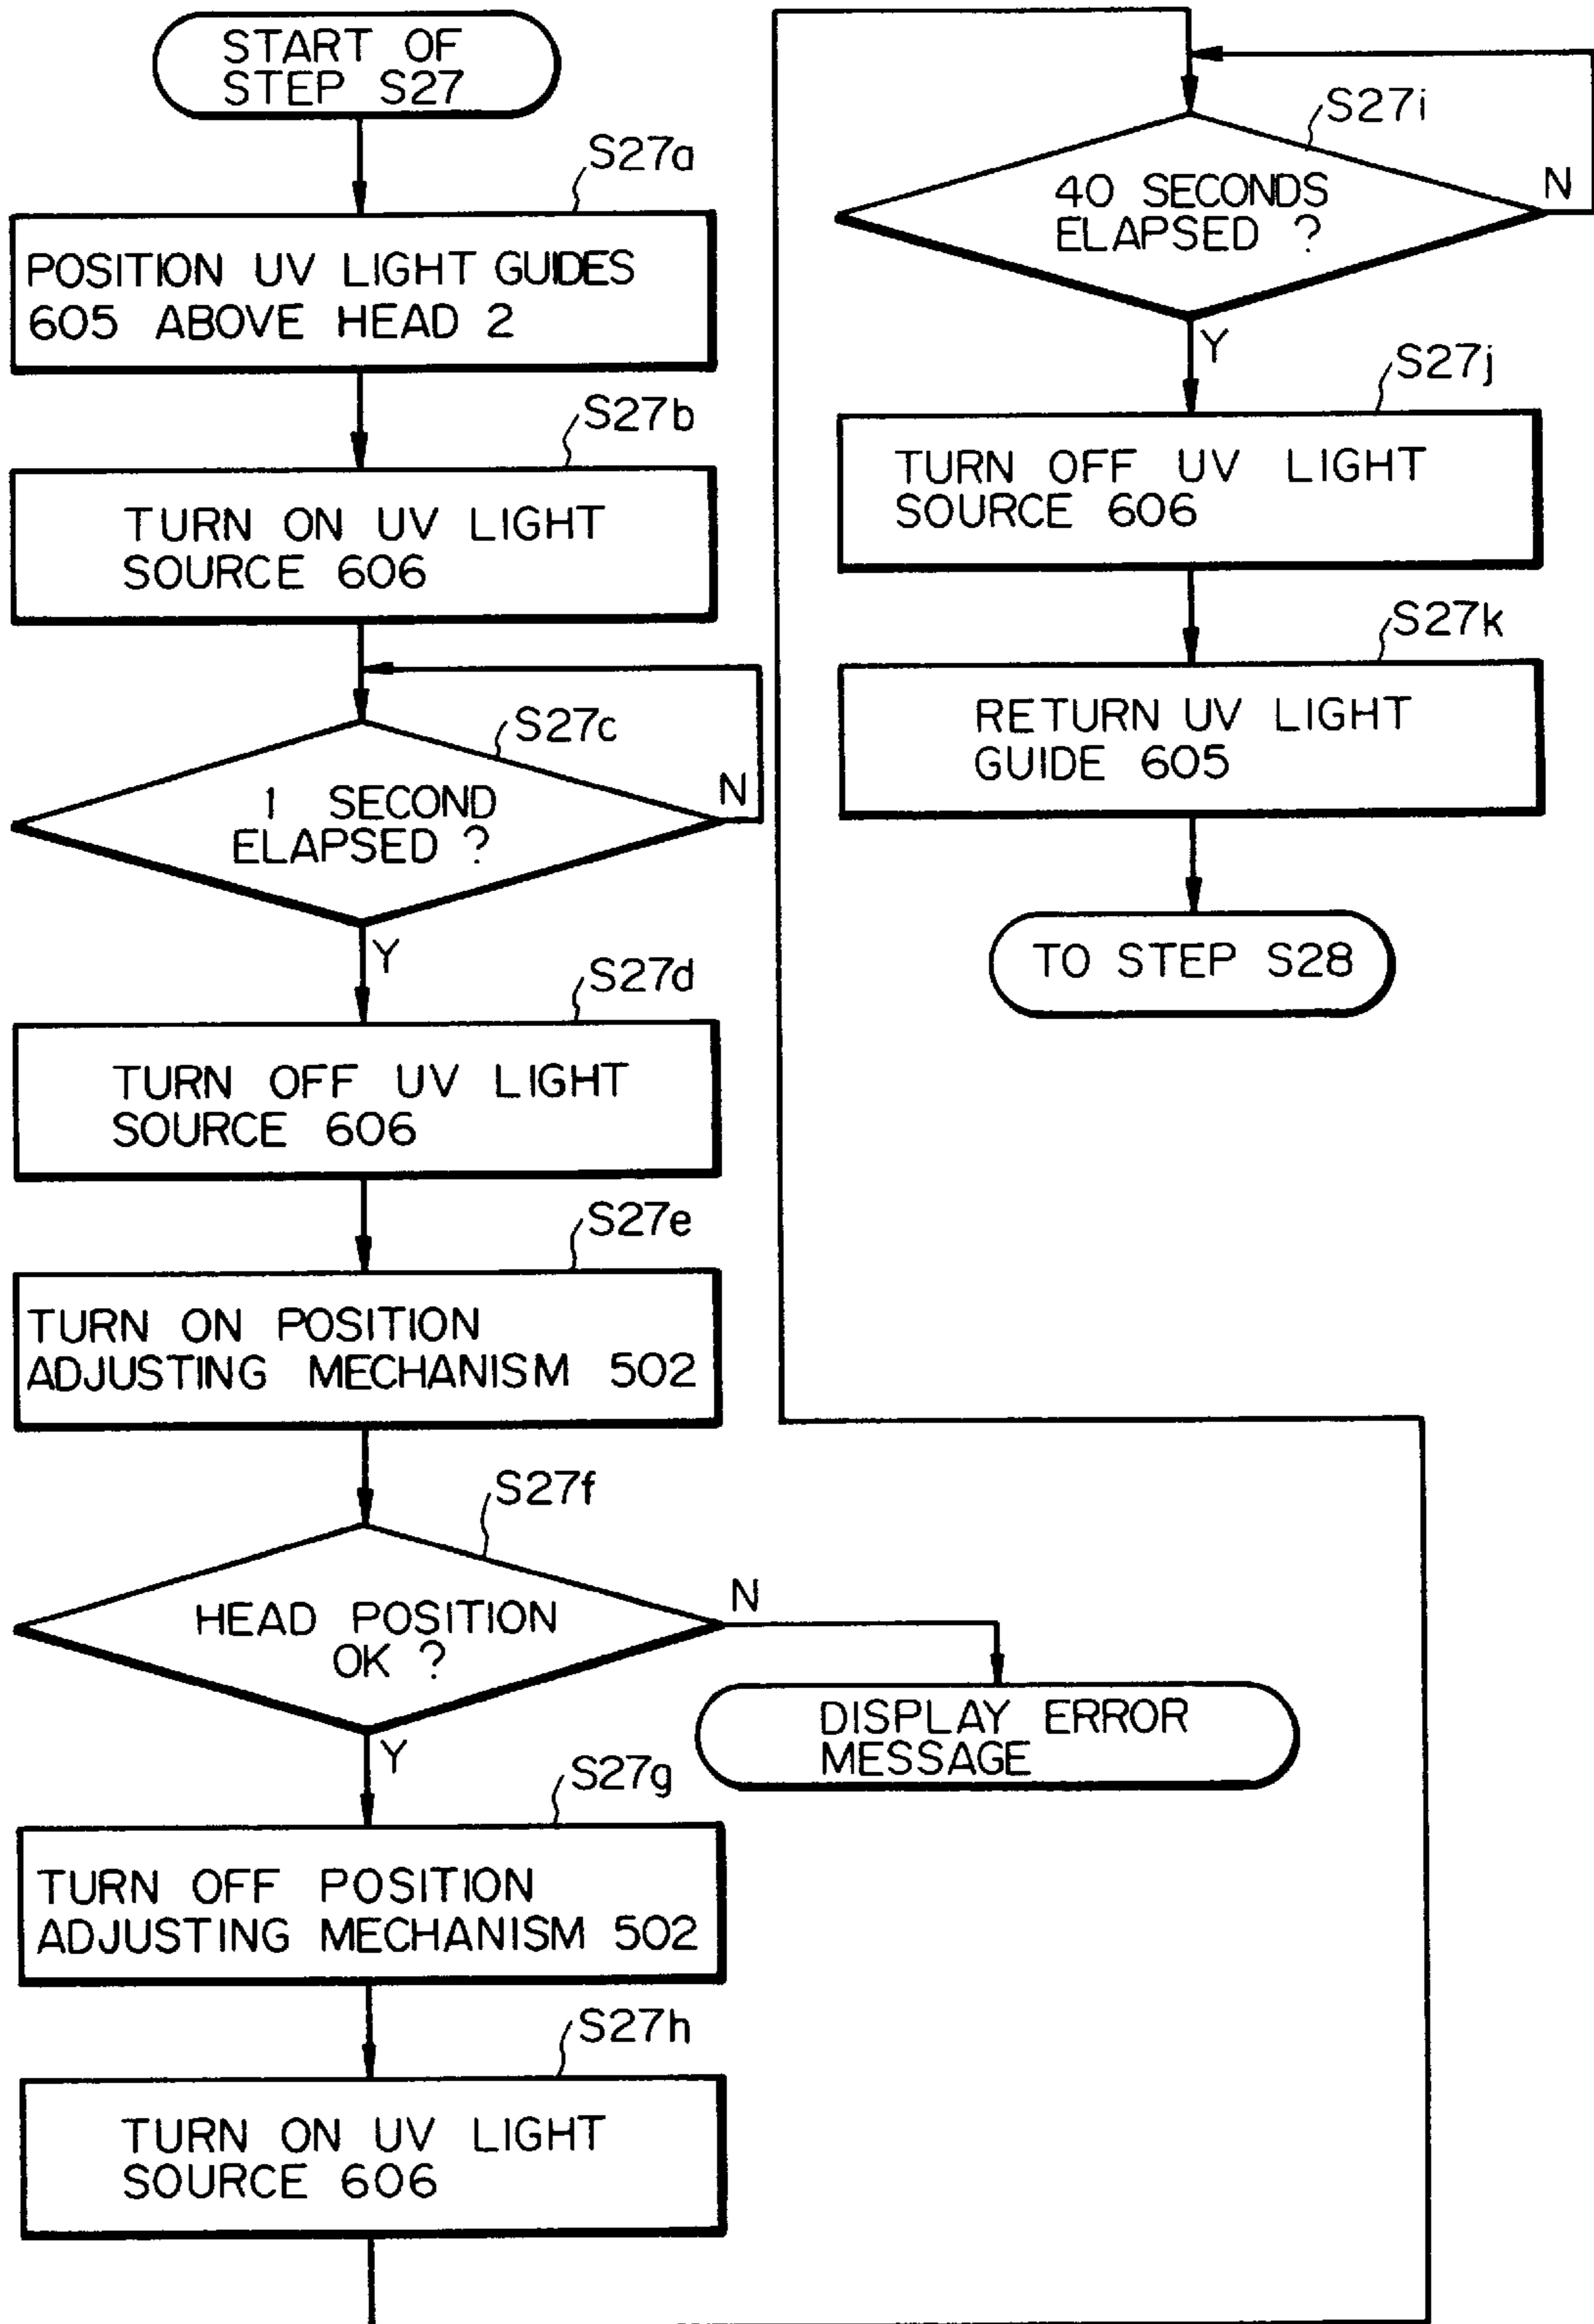 START OF
STEP S27
S27a
POSITION UV LIGHT GUIDES
605 ABOVE HEAD 2
S27b
TURN ON UV LIGHT
SOURCE 606
S27c
1 SECOND
ELAPSED ?
N
Y
S27d
TURN OFF UV LIGHT
SOURCE 606
S27e
TURN ON POSITION
ADJUSTING MECHANISM 502
S27f
HEAD POSITION
OK ?
N
DISPLAY ERROR
MESSAGE
Y
S27g
TURN OFF POSITION
ADJUSTING MECHANISM 502
S27h
TURN ON UV LIGHT
SOURCE 606
S27i
40 SECONDS
ELAPSED ?
N
Y
S27j
TURN OFF UV LIGHT
SOURCE 606
S27k
RETURN UV LIGHT
GUIDE 605
TO STEP S28